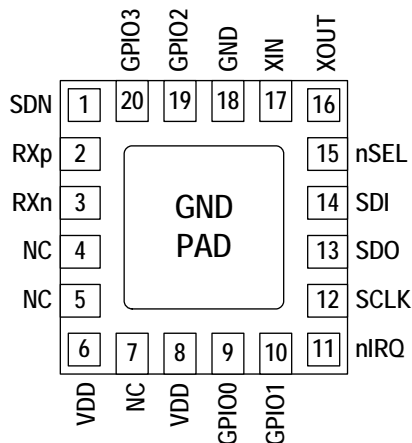 GPIO3 GPIO2 GND XIN XOUT
SDN 1 20 19 18 17 16
RXp 2 15 nSEL
RXn 3 GND 14 SDI
NC 4 PAD 13 SDO
NC 5 12 SCLK
6 7 8 9 10 11 nIRQ
VDD NC VDD GPIO0 GPIO1